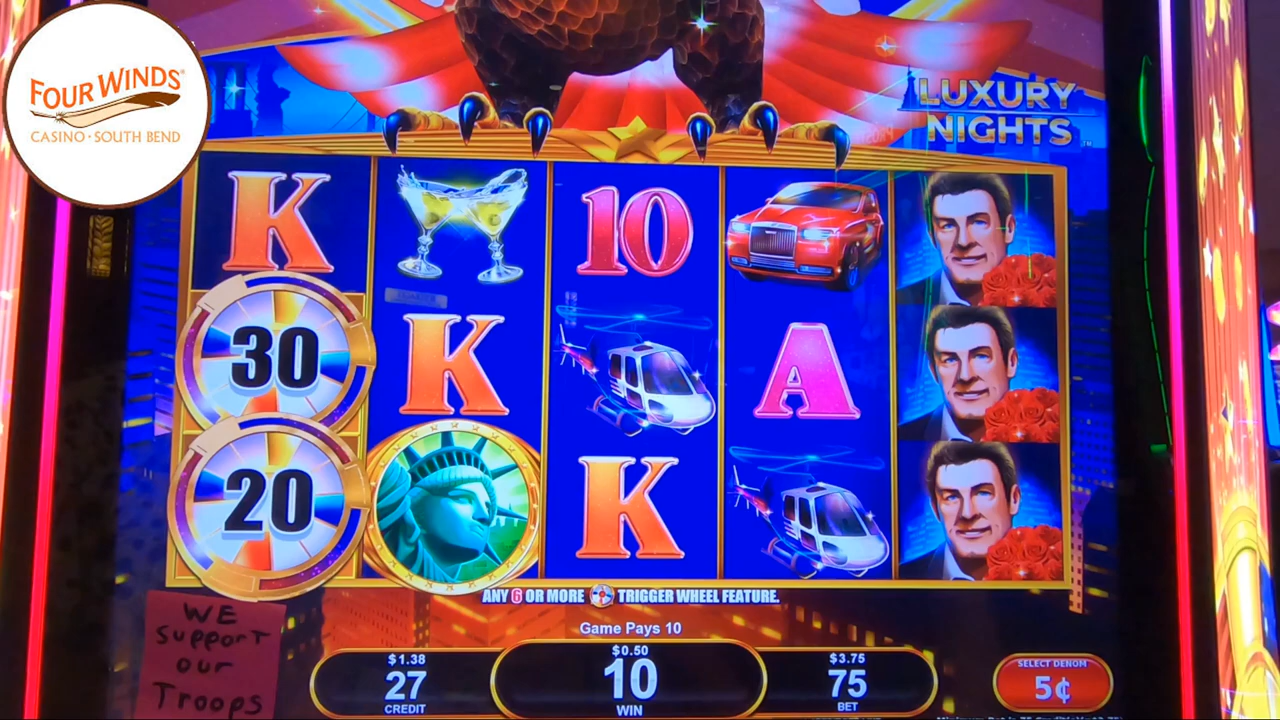 FOUR WINDS®
CASINO • SOUTH BEND
LUXURY
NIGHTS™
K
10
30
K
A
20
K
ANY 6 OR MORE TRIGGER WHEEL FEATURE.
Game Pays 10
$1.38
27
CREDIT
$0.50
10
WIN
$3.75
75
BET
SELECT DENOM
5¢
WE
Support
our
Troops